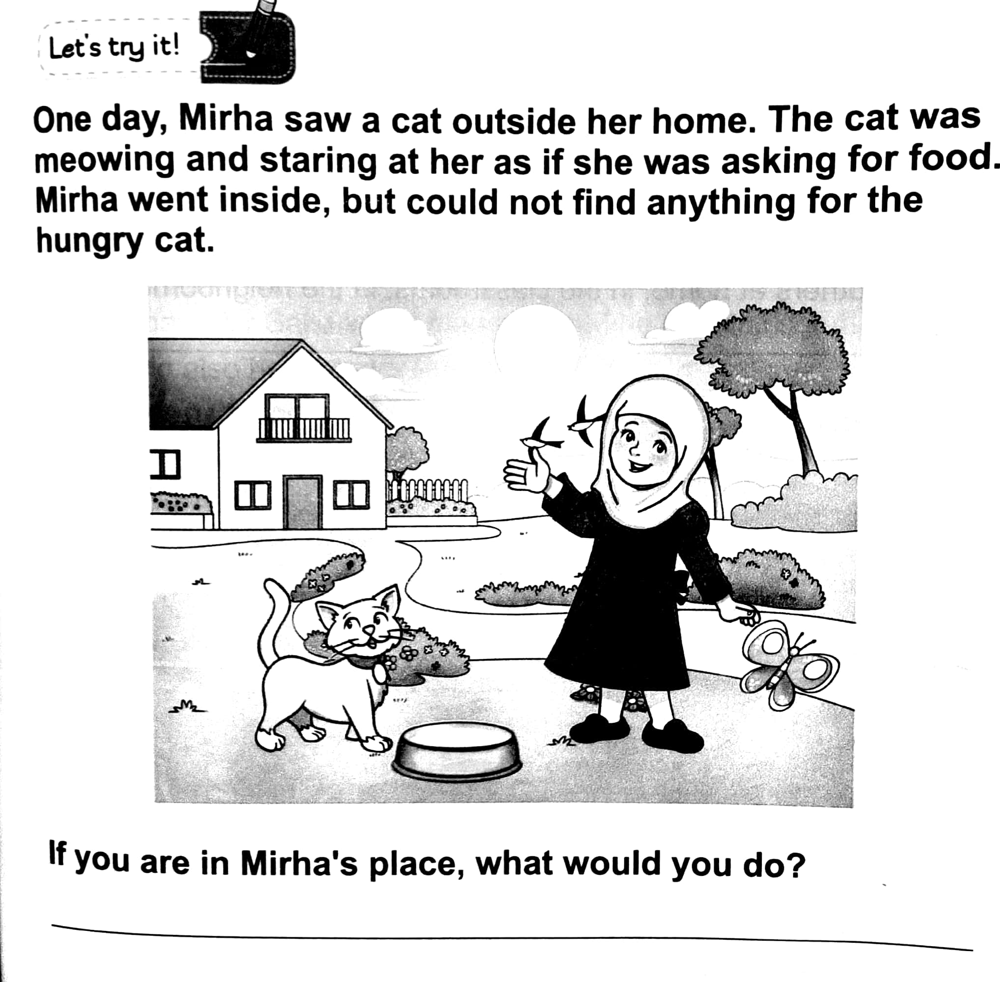 Let's try it!
One day, Mirha saw a cat outside her home. The cat was
meowing and staring at her as if she was asking for food.
Mirha went inside, but could not find anything for the
hungry cat.
If you are in Mirha's place, what would you do?